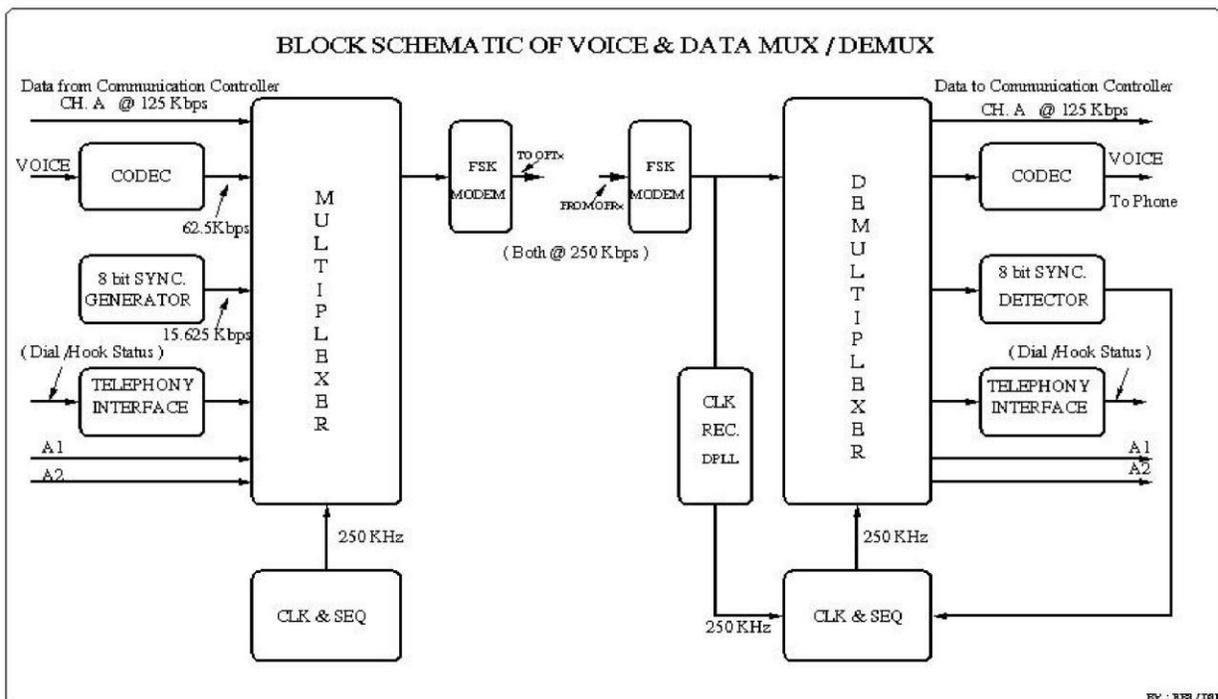 BLOCK SCHEMATIC OF VOICE & DATA MUX / DEMUX
Data from Communication Controller
CH. A @ 125 Kbps
VOICE
CODEC
62.5Kbps
8 bit SYNC.
GENERATOR
15.625 Kbps
( Dial /Hook Status )
TELEPHONY
INTERFACE
A1
A2
MULTIPLEXER
250 KHz
CLK & SEQ
FSK
MODEM
TO OPTx
FROM OFRx
FSK
MODEM
( Both @ 250 Kbps )
CLK
REC.
DPLL
250 KHz
DEMULTIPLEXER
250 KHz
CLK & SEQ
Data to Communication Controller
CH. A @ 125 Kbps
CODEC
VOICE
To Phone
8 bit SYNC.
DETECTOR
(Dial /Hook Status )
TELEPHONY
INTERFACE
A1
A2
BY :